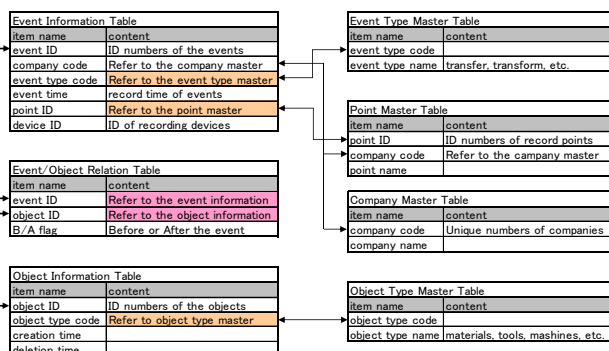 Event Information Table
item name content
event ID ID numbers of the events
company code Refer to the company master
event type code Refer to the event type master
event time record time of events
point ID Refer to the point master
device ID ID of recording devices
Event/Object Relation Table
item name content
event ID Refer to the event information
object ID Refer to the object information
B/A flag Before or After the event
Object Information Table
item name content
object ID ID numbers of the objects
object type code Refer to object type master
creation time
deletion time
Event Type Master Table
item name content
event type code
event type name transfer, transform, etc.
Point Master Table
item name content
point ID ID numbers of record points
company code Refer to the campany master
point name
Company Master Table
item name content
company code Unique numbers of companies
company name
Object Type Master Table
item name content
object type code
object type name materials, tools, mashines, etc.